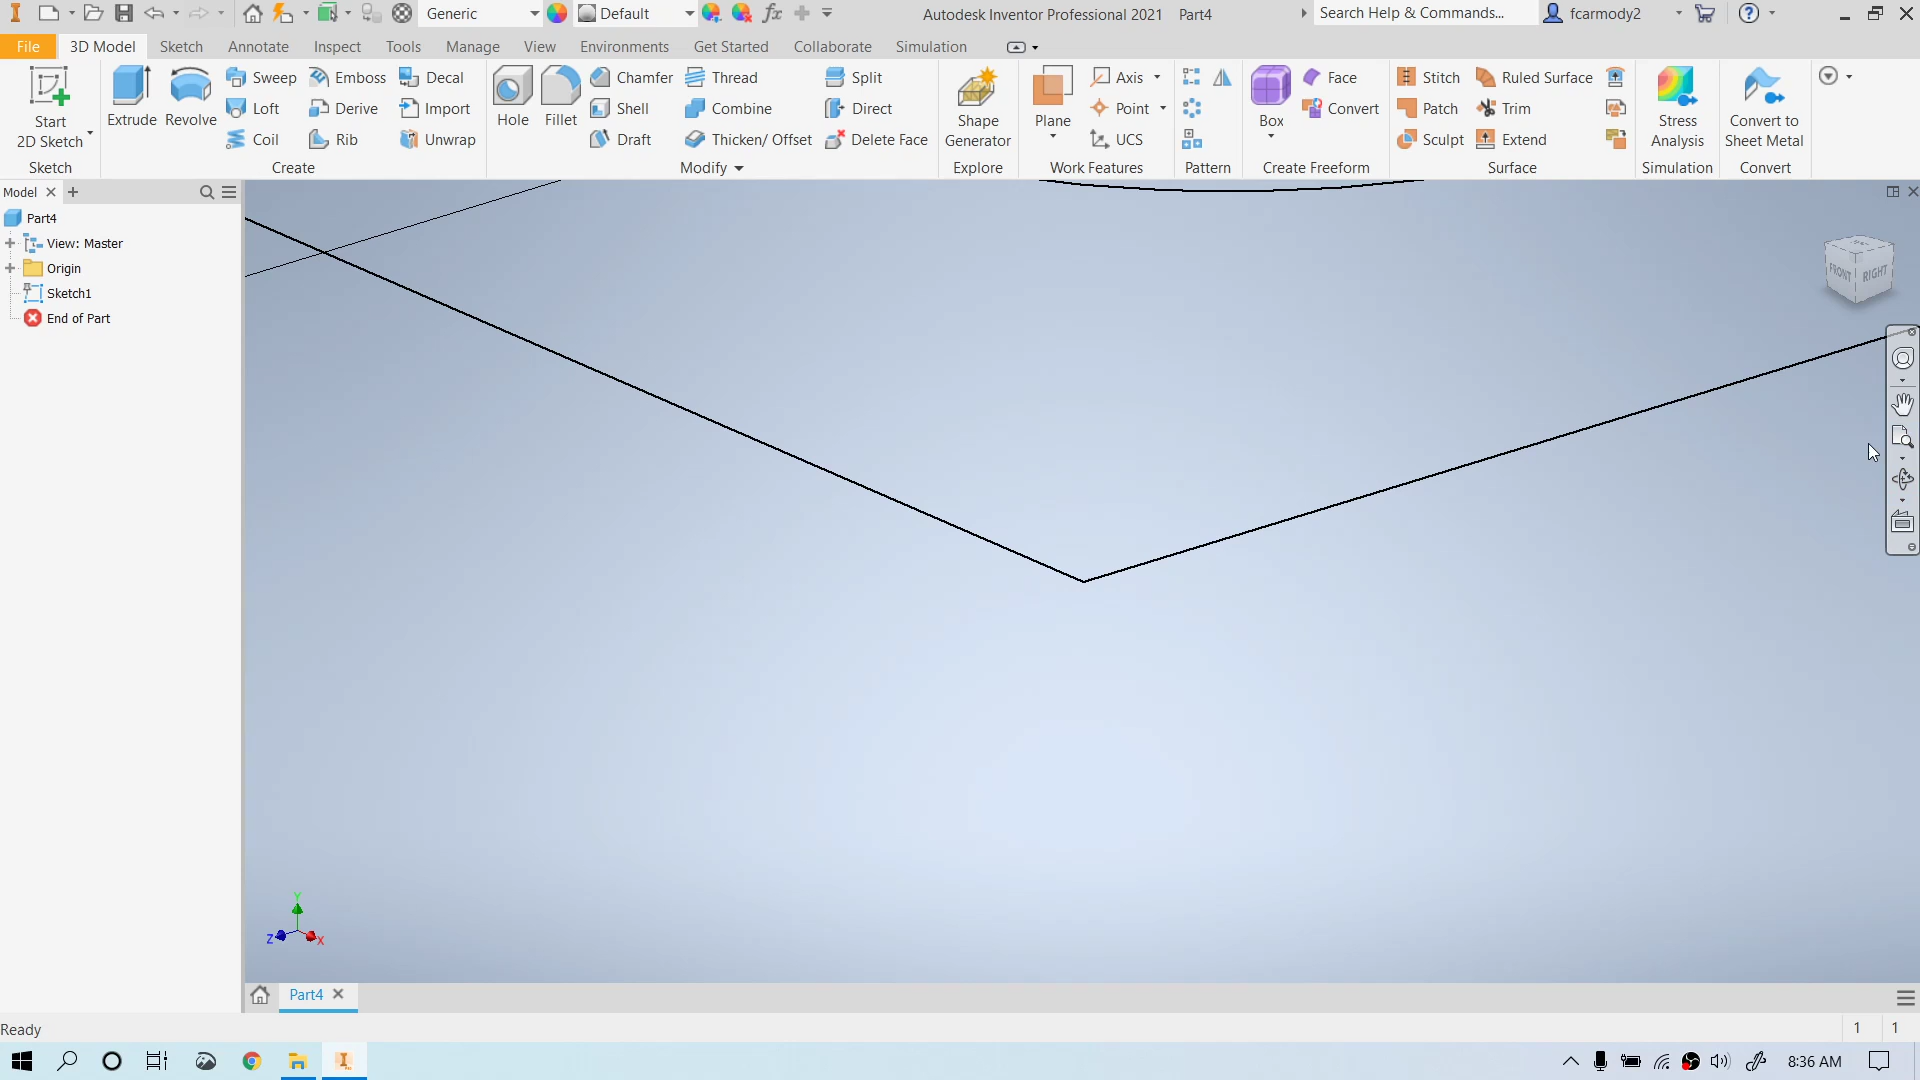 Generic
Default
Autodesk Inventor Professional 2021 Part4
Search Help & Commands...
fcarmody2
File
3D Model
Sketch
Annotate
Inspect
Tools
Manage
View
Environments
Get Started
Collaborate
Simulation
Start
2D Sketch
Sketch
Extrude
Revolve
Sweep
Loft
Coil
Emboss
Derive
Rib
Decal
Import
Unwrap
Create
Hole
Fillet
Chamfer
Shell
Draft
Thread
Combine
Thicken/ Offset
Split
Direct
Delete Face
Modify
Shape
Generator
Explore
Plane
Axis
Point
UCS
Work Features
Pattern
Box
Face
Convert
Create Freeform
Stitch
Patch
Sculpt
Ruled Surface
Trim
Extend
Surface
Stress
Analysis
Simulation
Convert to
Sheet Metal
Convert
Model
Part4
View: Master
Origin
Sketch1
End of Part
FRONT
RIGHT
Y
Z
X
Part4
Ready
1
1
8:36 AM